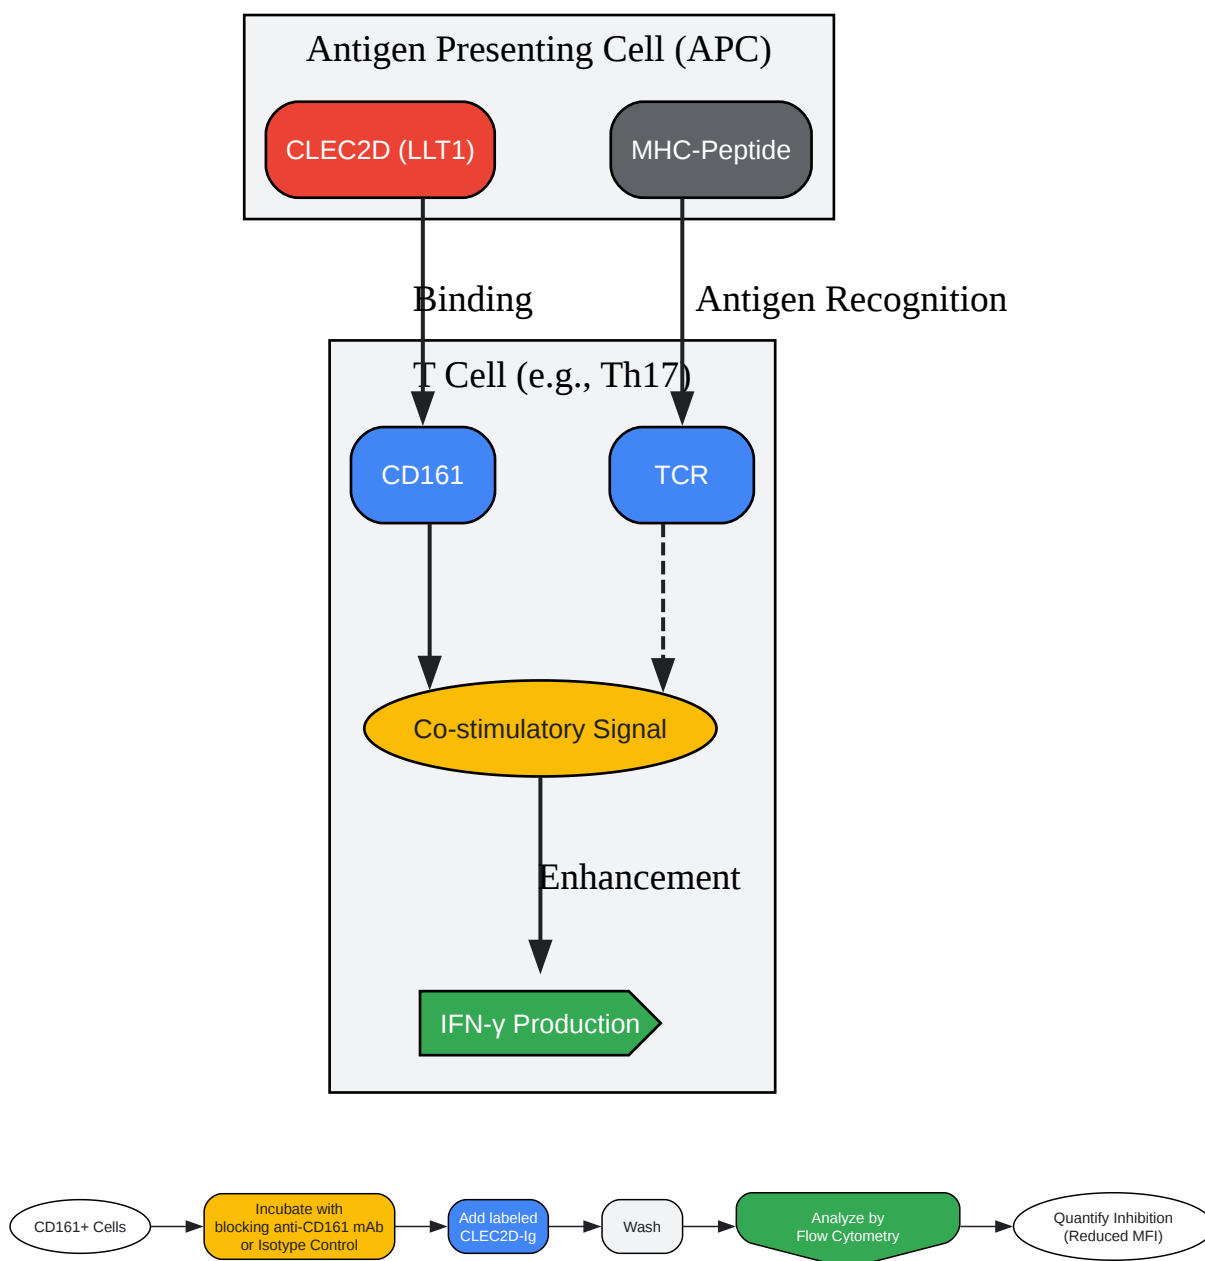 Antigen Presenting Cell (APC)
CLEC2D (LLT1)
MHC-Peptide
Binding
Antigen Recognition
T Cell (e.g., Th17)
CD161
TCR
Co-stimulatory Signal
Enhancement
IFN-γ Production
CD161+ Cells
Incubate with
blocking anti-CD161 mAb
or Isotype Control
Add labeled
CLEC2D-Ig
Wash
Analyze by
Flow Cytometry
Quantify Inhibition
(Reduced MFI)